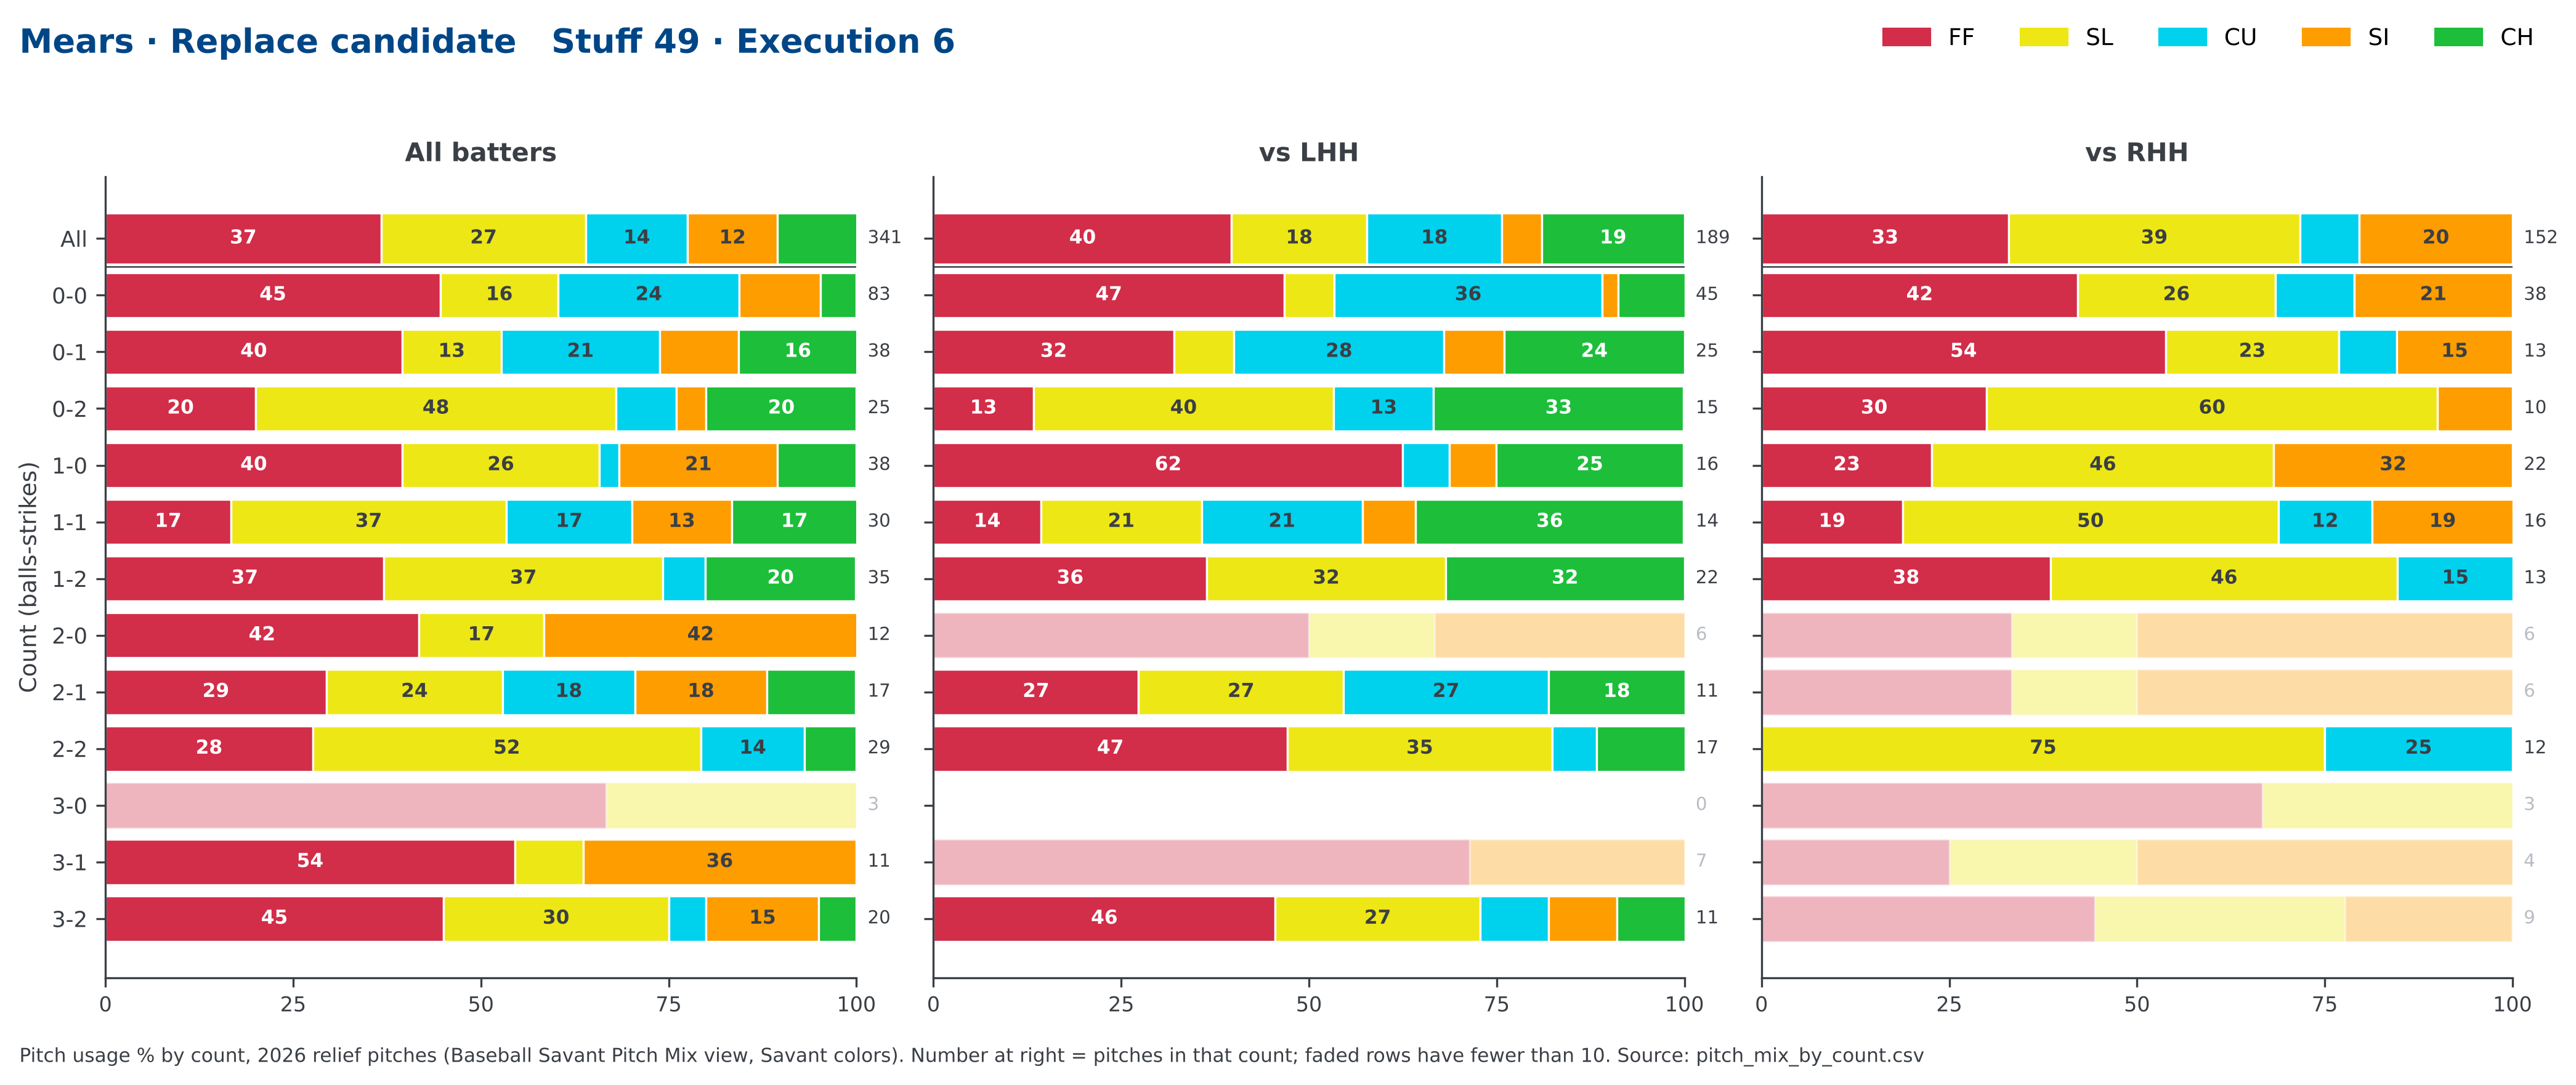 Mears · Replace candidate   Stuff 49 · Execution 6
FF SL CU SI CH
All batters vs LHH vs RHH
Count (balls-strikes)
All 37 27 14 12 341 40 18 18 19 189 33 39 20 152
0-0 45 16 24 83 47 36 45 42 26 21 38
0-1 40 13 21 16 38 32 28 24 25 54 23 15 13
0-2 20 48 20 25 13 40 13 33 15 30 60 10
1-0 40 26 21 38 62 25 16 23 46 32 22
1-1 17 37 17 13 17 30 14 21 21 36 14 19 50 12 19 16
1-2 37 37 20 35 36 32 32 22 38 46 15 13
2-0 42 17 42 12 6 6
2-1 29 24 18 18 17 27 27 27 18 11 6
2-2 28 52 14 29 47 35 17 75 25 12
3-0 3 0 3
3-1 54 36 11 7 4
3-2 45 30 15 20 46 27 11 9
0 25 50 75 100 0 25 50 75 100 0 25 50 75 100
Pitch usage % by count, 2026 relief pitches (Baseball Savant Pitch Mix view, Savant colors). Number at right = pitches in that count; faded rows have fewer than 10. Source: pitch_mix_by_count.csv